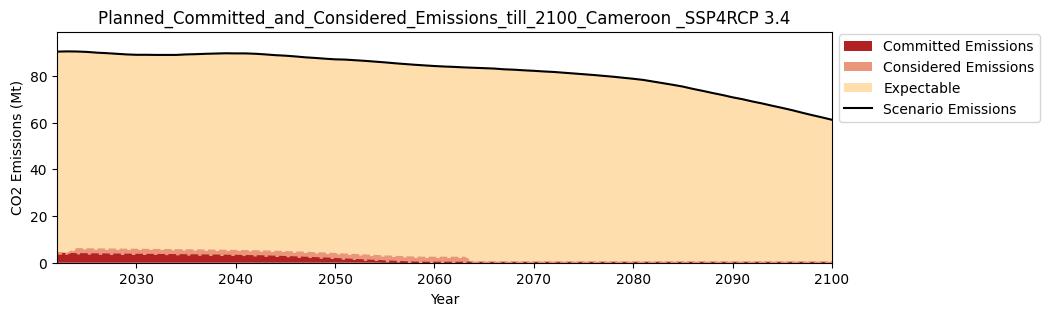 Planned_Committed_and_Considered_Emissions_till_2100_Cameroon _SSP4RCP 3.4
Committed Emissions
Considered Emissions
Expectable
Scenario Emissions
CO2 Emissions (Mt)
80
60
40
20
0
2030 2040 2050 2060 2070 2080 2090 2100
Year